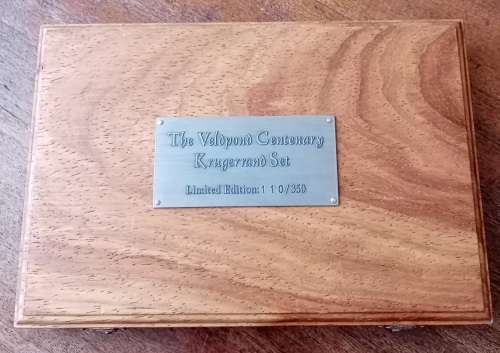 The Veldpond Centenary
Krugerrand Set
Limited Edition: 1 1 0 / 350